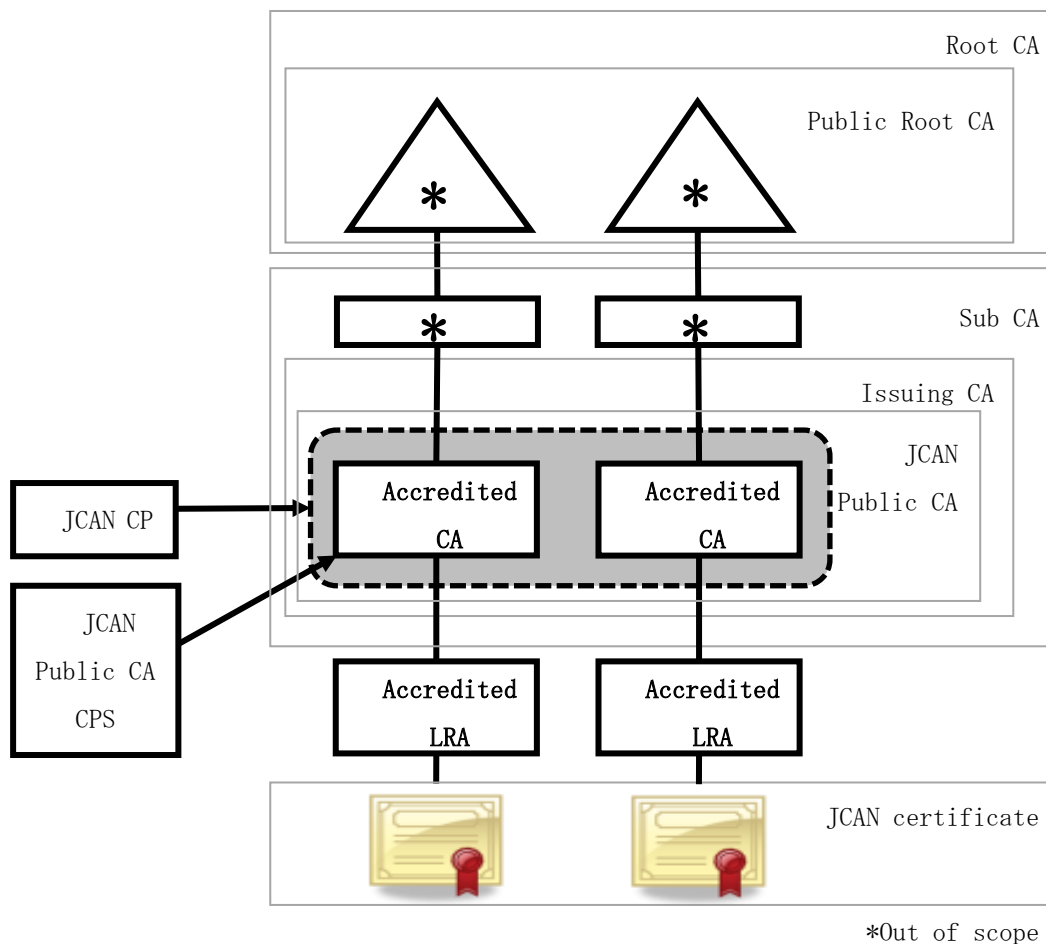 Root CA
Public Root CA
*
*
*
*
Sub CA
Issuing CA
JCAN
Public CA
Accredited
CA
Accredited
CA
JCAN CP
JCAN
Public CA
CPS
Accredited
LRA
Accredited
LRA
JCAN certificate
*Out of scope